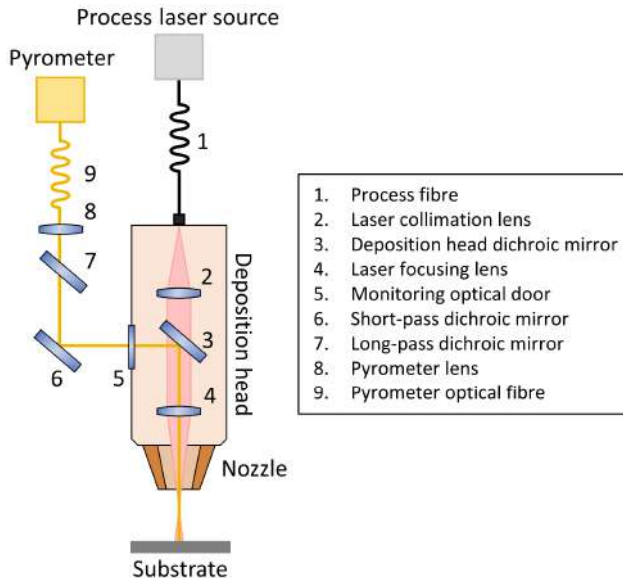 Process laser source
Pyrometer
1
9
8
7
2
3
6
5
4
Deposition head
Nozzle
Substrate
1. Process fibre
2. Laser collimation lens
3. Deposition head dichroic mirror
4. Laser focusing lens
5. Monitoring optical door
6. Short-pass dichroic mirror
7. Long-pass dichroic mirror
8. Pyrometer lens
9. Pyrometer optical fibre